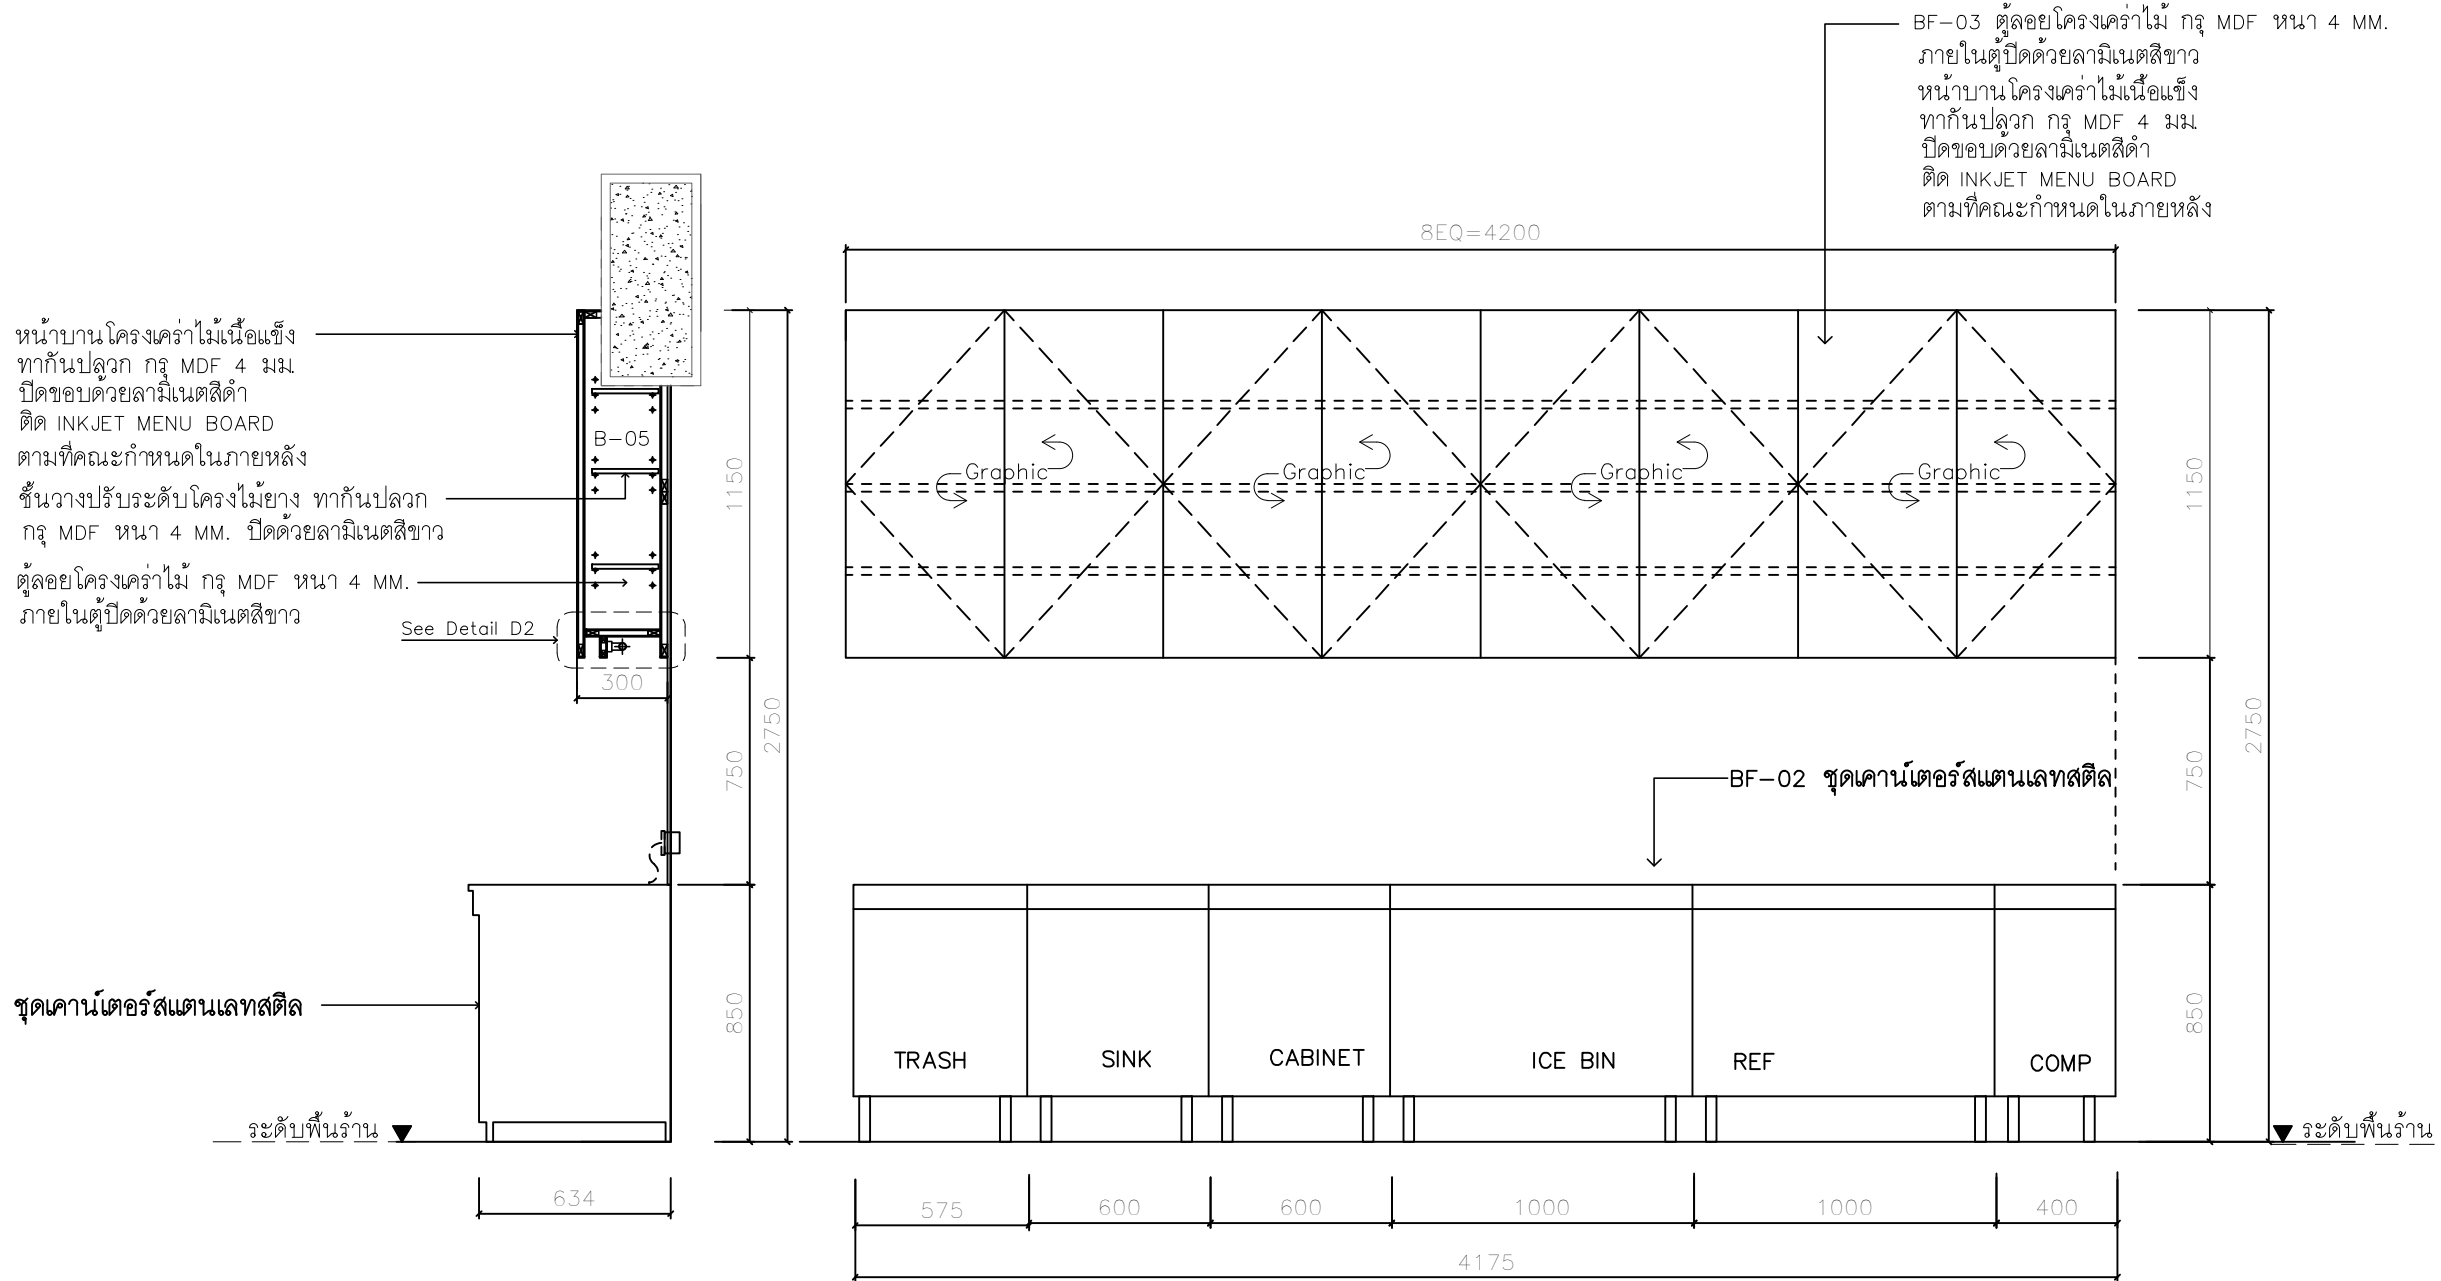 BF-03 ตู้ลอยโครงเคร่าไม้ กรุ MDF หนา 4 MM.
ภายในตู้ปิดด้วยลามิเนตสีขาว
หน้าบานโครงเคร่าไม้เนื้อแข็ง
ทากันปลวก กรุ MDF 4 มม.
ปิดขอบด้วยลามิเนตสีดำ
ติด INKJET MENU BOARD
ตามที่คณะกำหนดในภายหลัง
8EQ=4200
หน้าบานโครงเคร่าไม้เนื้อแข็ง
ทากันปลวก กรุ MDF 4 มม.
ปิดขอบด้วยลามิเนตสีดำ
ติด INKJET MENU BOARD
ตามที่คณะกำหนดในภายหลัง
ชั้นวางปรับระดับโครงไม้ยาง ทากันปลวก
กรุ MDF หนา 4 MM. ปิดด้วยลามิเนตสีขาว
ตู้ลอยโครงเคร่าไม้ กรุ MDF หนา 4 MM.
ภายในตู้ปิดด้วยลามิเนตสีขาว
See Detail D2
B-05
300
1150
750
2750
850
Graphic
Graphic
Graphic
Graphic
1150
750
2750
850
BF-02 ชุดเคาน์เตอร์สแตนเลทสตีล
ชุดเคาน์เตอร์สแตนเลทสตีล
TRASH
SINK
CABINET
ICE BIN
REF
COMP
ระดับพื้นร้าน
ระดับพื้นร้าน
634
575
600
600
1000
1000
400
4175